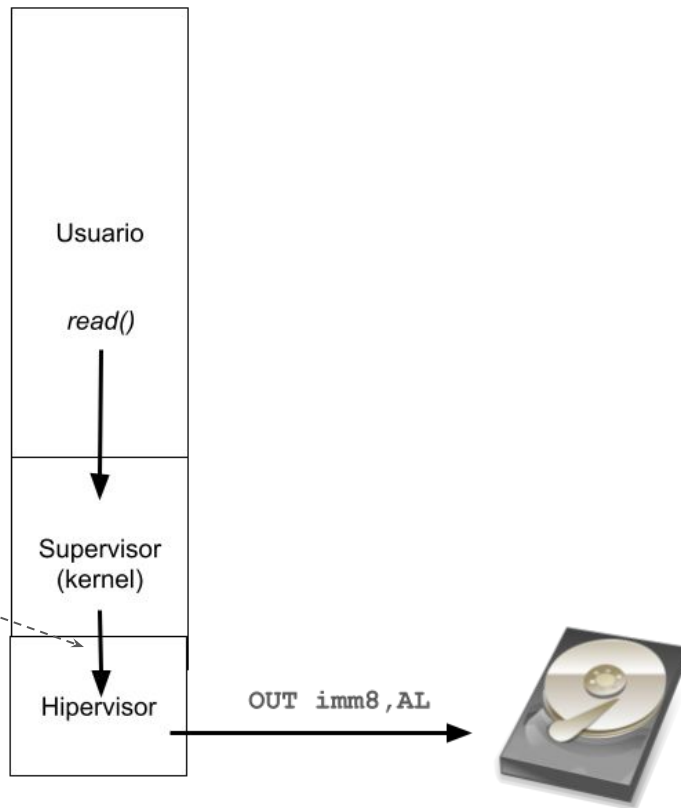 Usuario
read()
Supervisor
(kernel)
Hipervisor
OUT imm8,AL